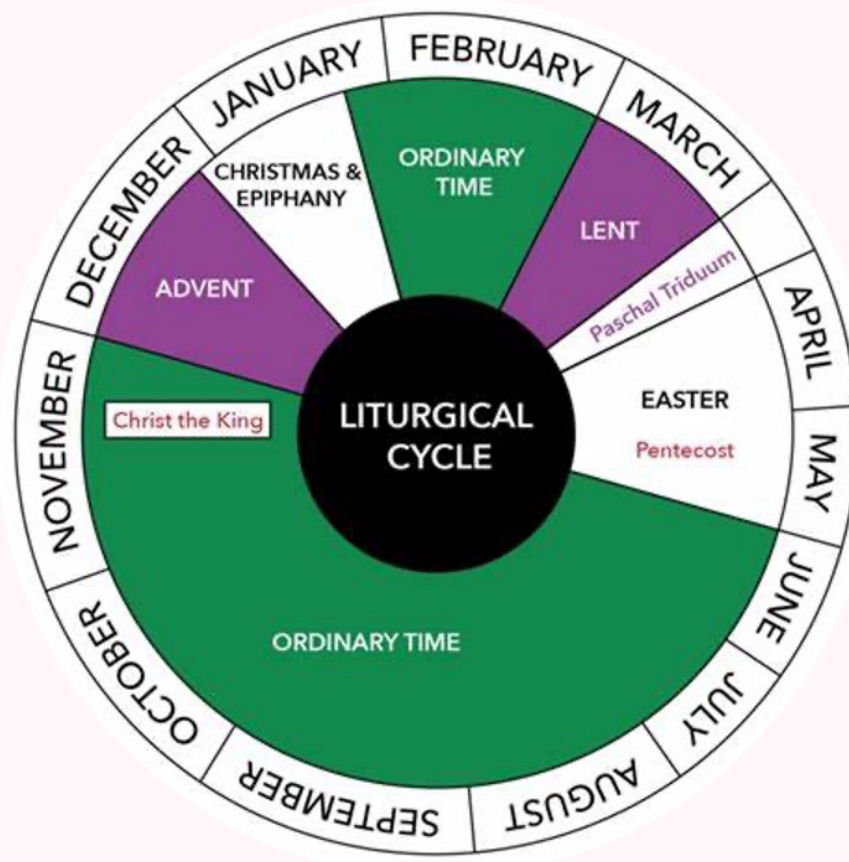 JANUARY
FEBRUARY
MARCH
APRIL
MAY
JUNE
JULY
AUGUST
SEPTEMBER
OCTOBER
NOVEMBER
DECEMBER
CHRISTMAS &
EPIPHANY
ORDINARY
TIME
LENT
Paschal Triduum
EASTER
Pentecost
ORDINARY TIME
Christ the King
ADVENT
LITURGICAL
CYCLE